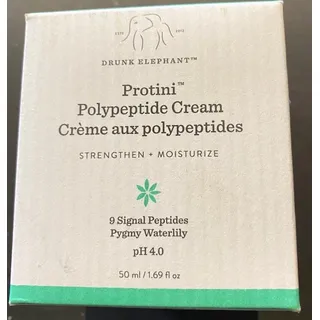 DRUNK ELEPHANT™
Protini™
Polypeptide Cream
Crème aux polypeptides
STRENGTHEN + MOISTURIZE
9 Signal Peptides
Pygmy Waterlily
pH 4.0
50 ml / 1.69 fl oz